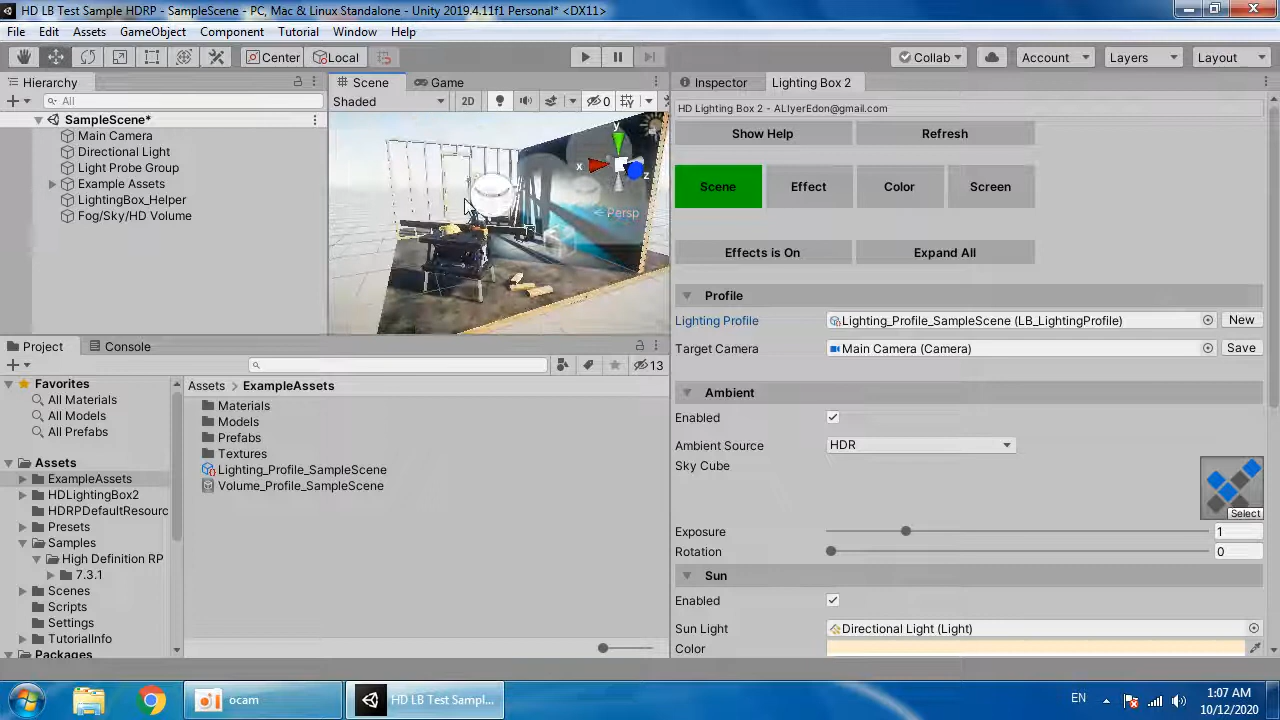 HD LB Test Sample HDRP - SampleScene - PC, Mac & Linux Standalone - Unity 2019.4.11f1 Personal* <DX11>
File Edit Assets GameObject Component Tutorial Window Help
Center Local Collab Account Layers Layout
Hierarchy
All
SampleScene*
Main Camera
Directional Light
Light Probe Group
Example Assets
LightingBox_Helper
Fog/Sky/HD Volume
Scene Game
Shaded 2D 0
y
x
z
Persp
Inspector Lighting Box 2
HD Lighting Box 2 - ALIyerEdon@gmail.com
Show Help Refresh
Scene Effect Color Screen
Effects is On Expand All
Profile
Lighting Profile Lighting_Profile_SampleScene (LB_LightingProfile) New
Target Camera Main Camera (Camera) Save
Ambient
Enabled
Ambient Source HDR
Sky Cube
Select
Exposure 1
Rotation 0
Sun
Enabled
Sun Light Directional Light (Light)
Color
Project Console
13
Favorites
All Materials
All Models
All Prefabs
Assets
ExampleAssets
HDLightingBox2
HDRPDefaultResourc
Presets
Samples
High Definition RP
7.3.1
Scenes
Scripts
Settings
TutorialInfo
Packages
Assets > ExampleAssets
Materials
Models
Prefabs
Textures
Lighting_Profile_SampleScene
Volume_Profile_SampleScene
ocam
HD LB Test Sampl...
EN
1:07 AM
10/12/2020